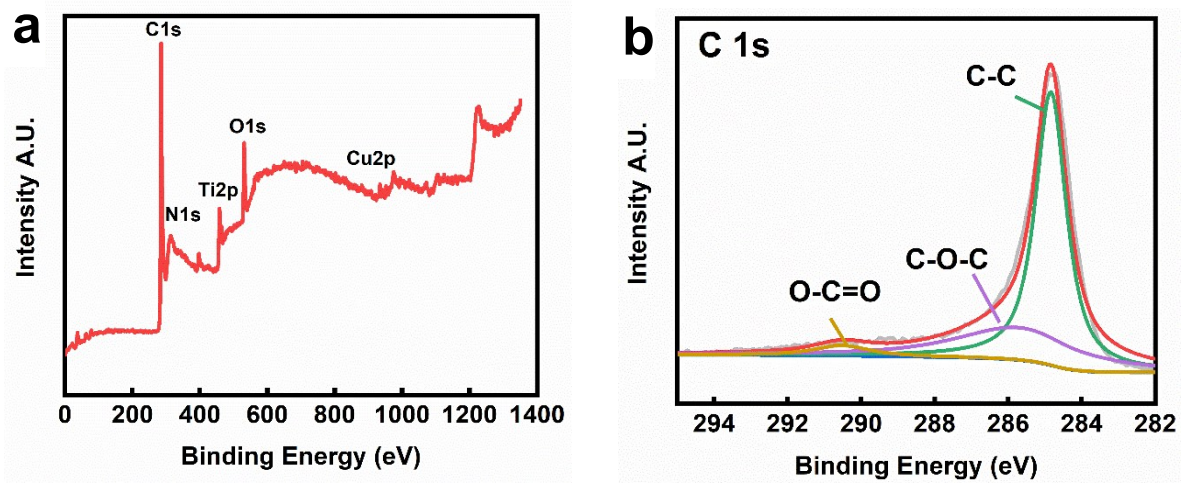 a
C1s
N1s
Ti2p
O1s
Cu2p
Intensity A.U.
0 200 400 600 800 1000 1200 1400
Binding Energy (eV)
b
C 1s
C-C
C-O-C
O-C=O
Intensity A.U.
294 292 290 288 286 284 282
Binding Energy (eV)